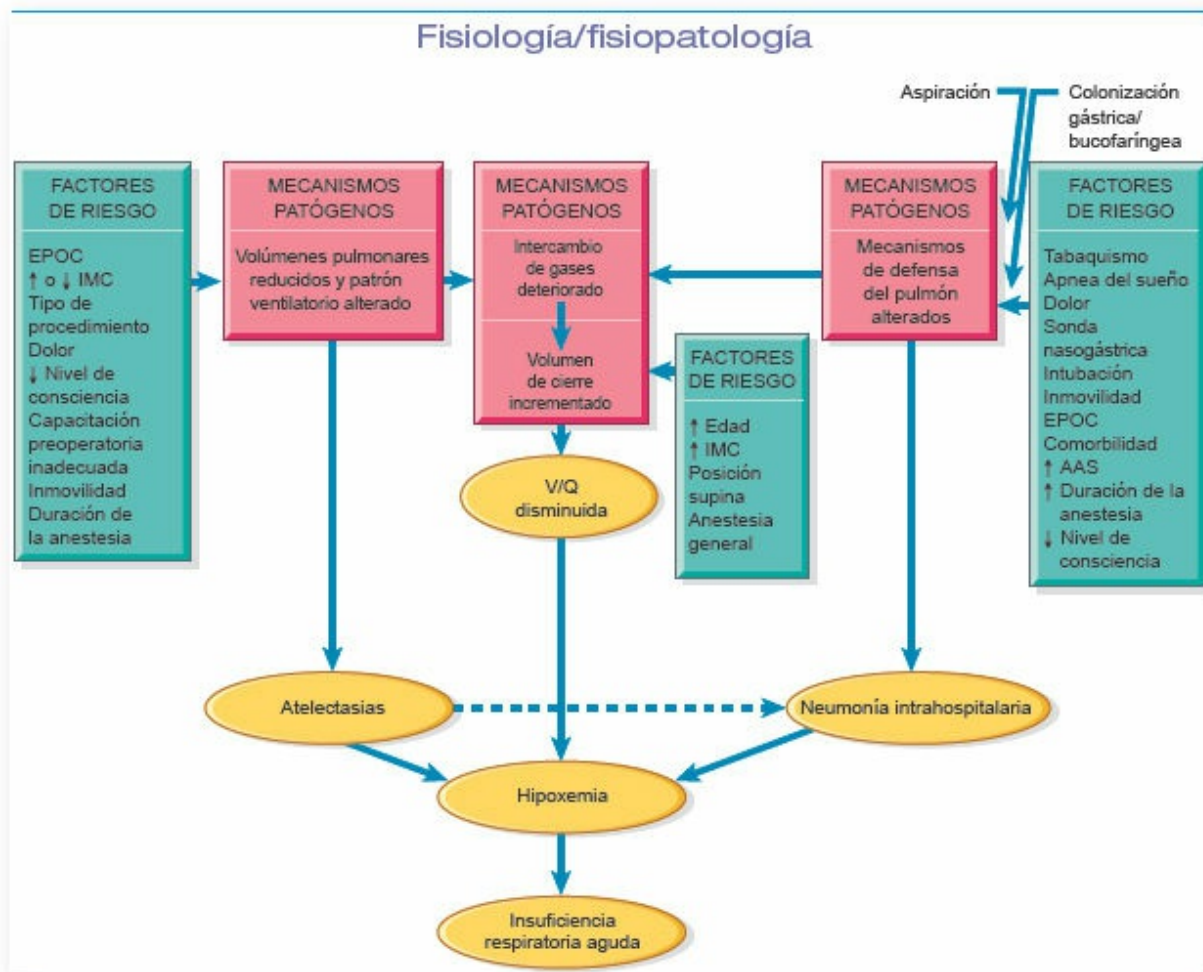 Fisiología/fisiopatología
Aspiración
Colonización
gástrica/
bucofaríngea
FACTORES
DE RIESGO
EPOC
↑ o ↓ IMC
Tipo de
procedimiento
Dolor
↓ Nivel de
consciencia
Capacitación
preoperatoria
inadecuada
Inmovilidad
Duración de
la anestesia
MECANISMOS
PATÓGENOS
Volúmenes pulmonares
reducidos y patrón
ventilatorio alterado
MECANISMOS
PATÓGENOS
Intercambio
de gases
deteriorado
Volumen
de cierre
incrementado
FACTORES
DE RIESGO
↑ Edad
↑ IMC
Posición
supina
Anestesia
general
MECANISMOS
PATÓGENOS
Mecanismos
de defensa
del pulmón
alterados
FACTORES
DE RIESGO
Tabaquismo
Apnea del sueño
Dolor
Sonda
nasogástrica
Intubación
Inmovilidad
EPOC
Comorbilidad
↑ AAS
↑ Duración de la
anestesia
↓ Nivel de
consciencia
V/Q
disminuida
Atelectasias
Neumonía intrahospitalaria
Hipoxemia
Insuficiencia
respiratoria aguda